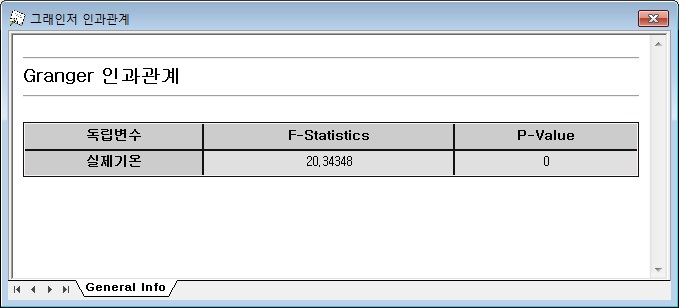 그래인저 인과관계
Granger 인과관계
독립변수 F-Statistics P-Value
실제기온 20,34348 0
General Info